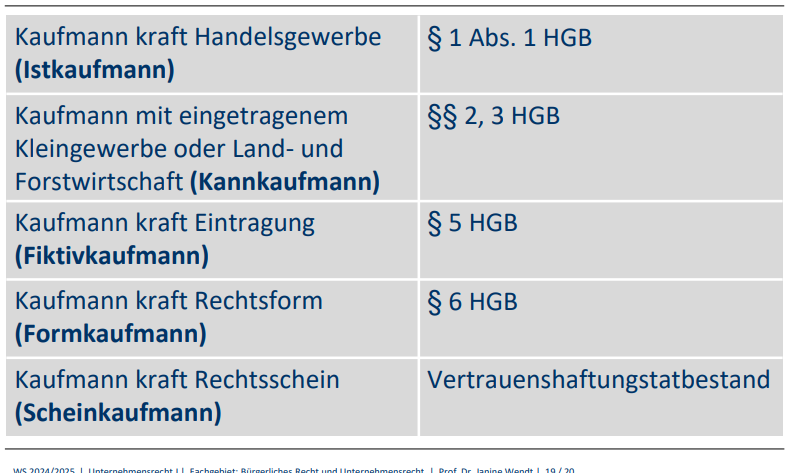 Kaufmann kraft Handelsgewerbe
(Istkaufmann)
§ 1 Abs. 1 HGB
Kaufmann mit eingetragenem
Kleingewerbe oder Land- und
Forstwirtschaft (Kannkaufmann)
§§ 2, 3 HGB
Kaufmann kraft Eintragung
(Fiktivkaufmann)
§ 5 HGB
Kaufmann kraft Rechtsform
(Formkaufmann)
§ 6 HGB
Kaufmann kraft Rechtsschein
(Scheinkaufmann)
Vertrauenshaftungstatbestand
WS 2024/2025 | Unternehmensrecht I | Fachgebiet: Bürgerliches Recht und Unternehmensrecht | Prof. Dr. Janine Wendt | 19 / 20